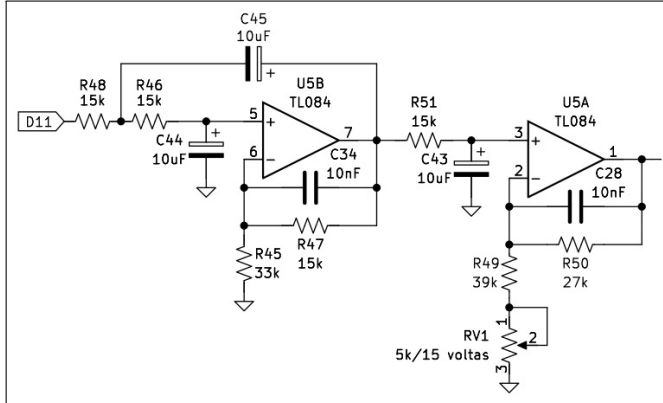 C45
10uF
R48
15k
R46
15k
U5B
TL084
D11
C44
10uF
+
5
+
6
−
7
+
C34
10nF
R45
33k
R47
15k
R51
15k
U5A
TL084
C43
10uF
+
3
+
2
−
1
C28
10nF
R49
39k
R50
27k
RV1
5k/15 voltas
1
2
3